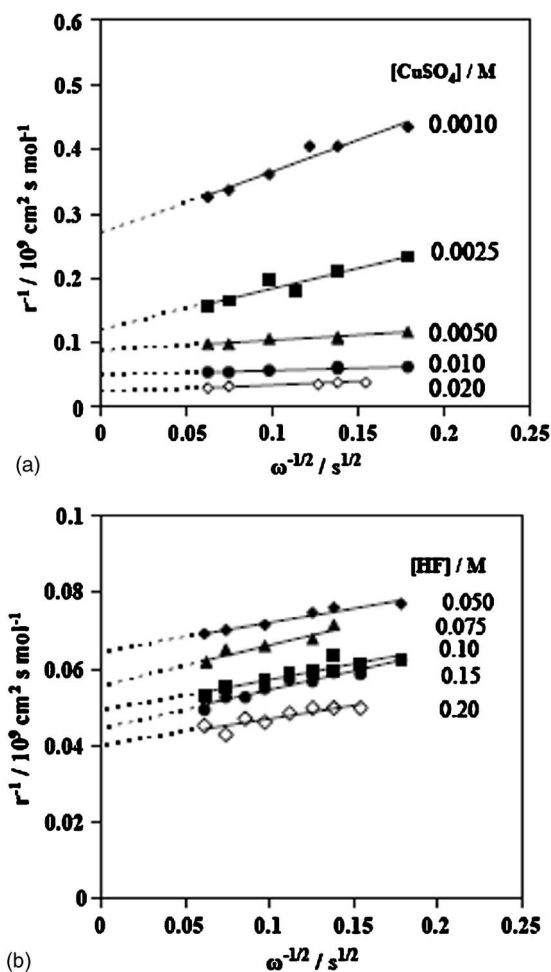 0.6
[CuSO₄] / M
0.5
0.0010
0.4
r⁻¹ / 10⁹ cm² s mol⁻¹
0.3
0.0025
0.2
0.0050
0.1
0.010
0.020
0
0 0.05 0.1 0.15 0.2 0.25
(a)
ω⁻¹/² / s¹/²
0.1
[HF] / M
0.08
0.050
0.075
0.06
0.10
0.15
r⁻¹ / 10⁹ cm² s mol⁻¹
0.04
0.20
0.02
0
0 0.05 0.1 0.15 0.2 0.25
(b)
ω⁻¹/² / s¹/²